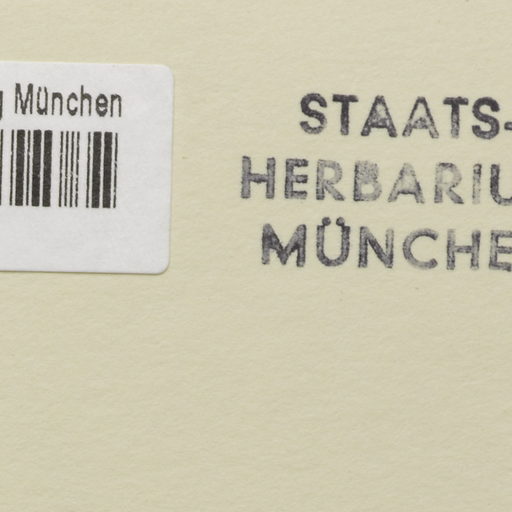 München
STAATS-
HERBARIU
MÜNCHE